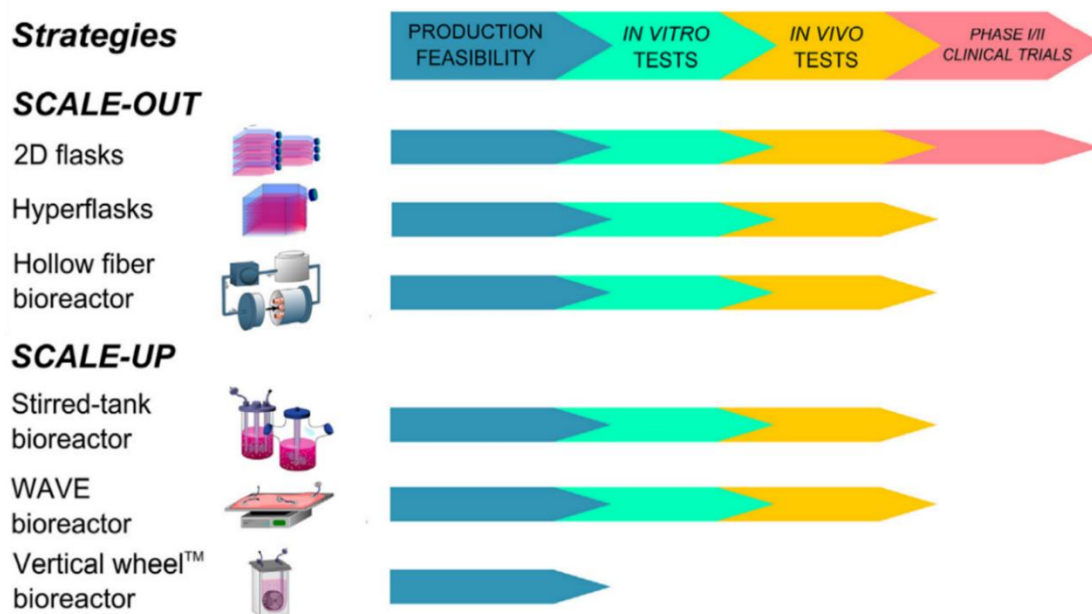 Strategies
PRODUCTION
FEASIBILITY
IN VITRO
TESTS
IN VIVO
TESTS
PHASE I/II
CLINICAL TRIALS
SCALE-OUT
2D flasks
Hyperflasks
Hollow fiber
bioreactor
SCALE-UP
Stirred-tank
bioreactor
WAVE
bioreactor
Vertical wheel™
bioreactor